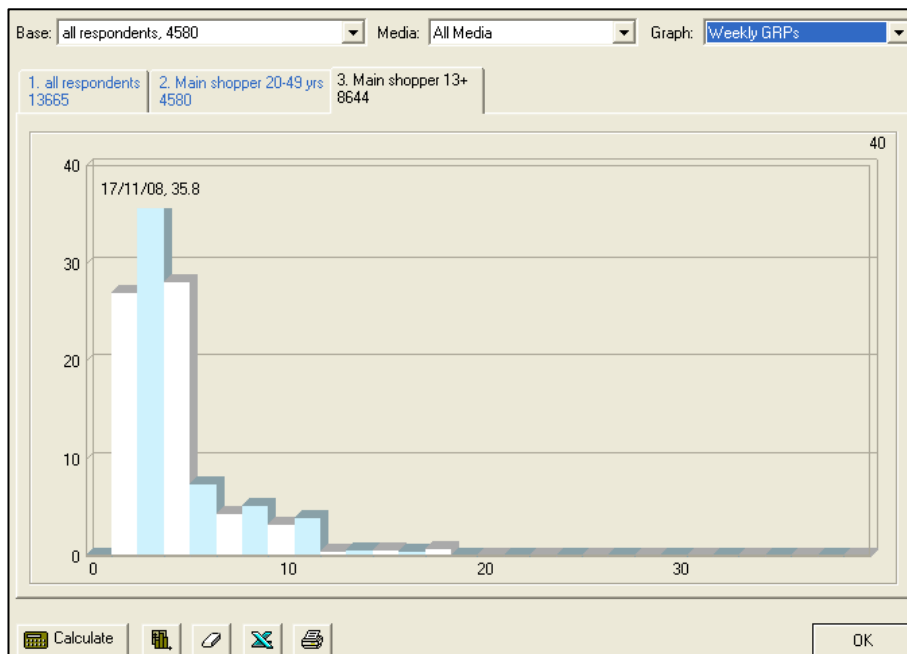 Base: all respondents, 4580 Media: All Media Graph: Weekly GRPs
1. all respondents 2. Main shopper 20-49 yrs 3. Main shopper 13+
13665 4580 8644
40
40
17/11/08, 35.8
30
20
10
0
0 10 20 30
Calculate OK